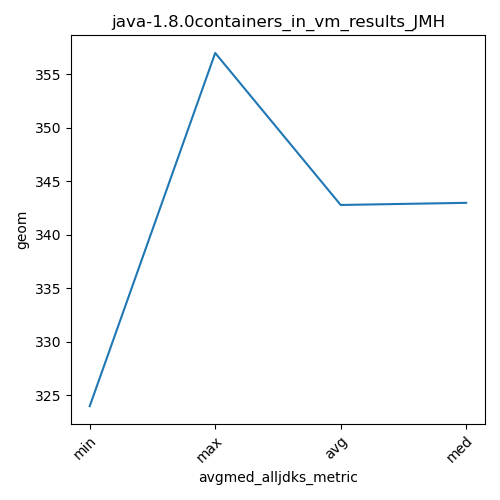 java-1.8.0containers_in_vm_results_JMH
355
350
345
340
335
330
325
geom
min
max
avg
med
avgmed_alljdks_metric